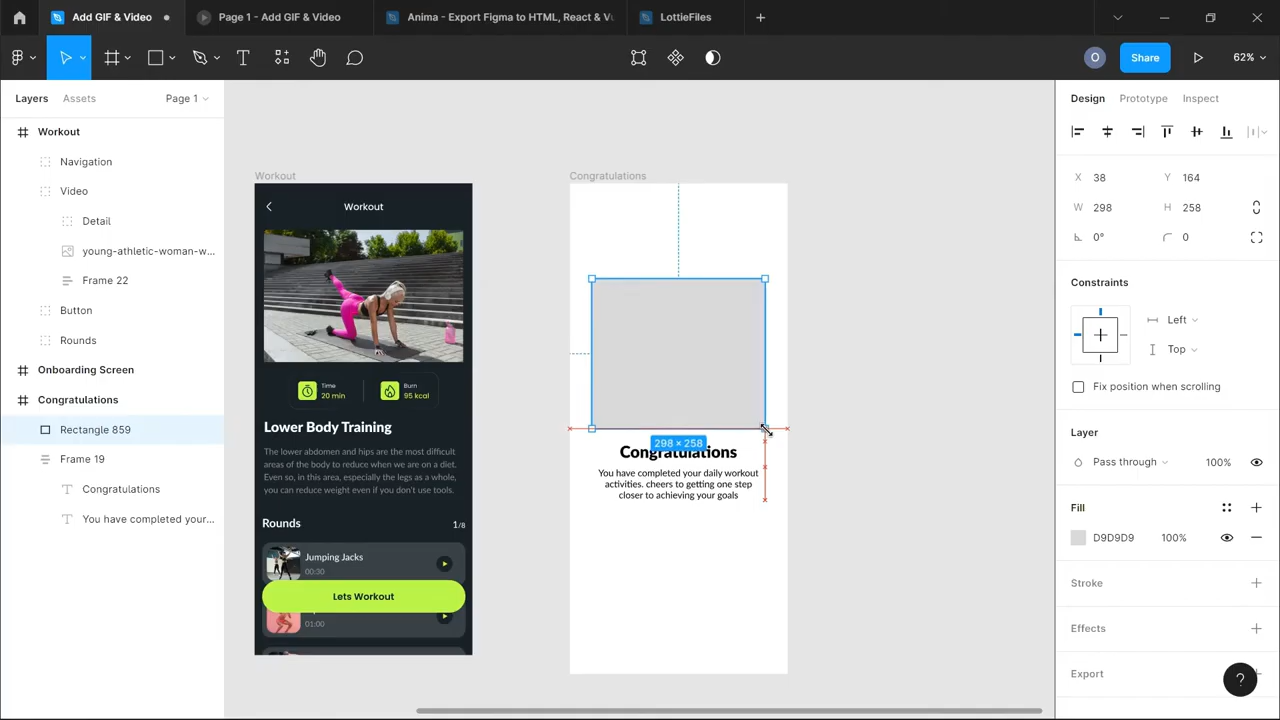 Add GIF & Video
Page 1 - Add GIF & Video
Anima - Export Figma to HTML, React & Vu
LottieFiles
T
O
Share
62%
Layers
Assets
Page 1
Workout
Navigation
Video
Detail
young-athletic-woman-w...
Frame 22
Button
Rounds
Onboarding Screen
Congratulations
Rectangle 859
Frame 19
T Congratulations
T You have completed your...
Workout
Workout
Time
20 min
Burn
95 kcal
Lower Body Training
The lower abdomen and hips are the most difficult
areas of the body to reduce when we are on a diet.
Even so, in this area, especially the legs as a whole,
you can reduce weight even if you don't use tools.
Rounds
1/8
Jumping Jacks
00:30
Lets Workout
01:00
Congratulations
298 × 258
Congratulations
You have completed your daily workout
activities. cheers to getting one step
closer to achieving your goals
Design
Prototype
Inspect
X 38
Y 164
W 298
H 258
0°
0
Constraints
Left
Top
Fix position when scrolling
Layer
Pass through
100%
Fill
D9D9D9
100%
Stroke
Effects
Export
?